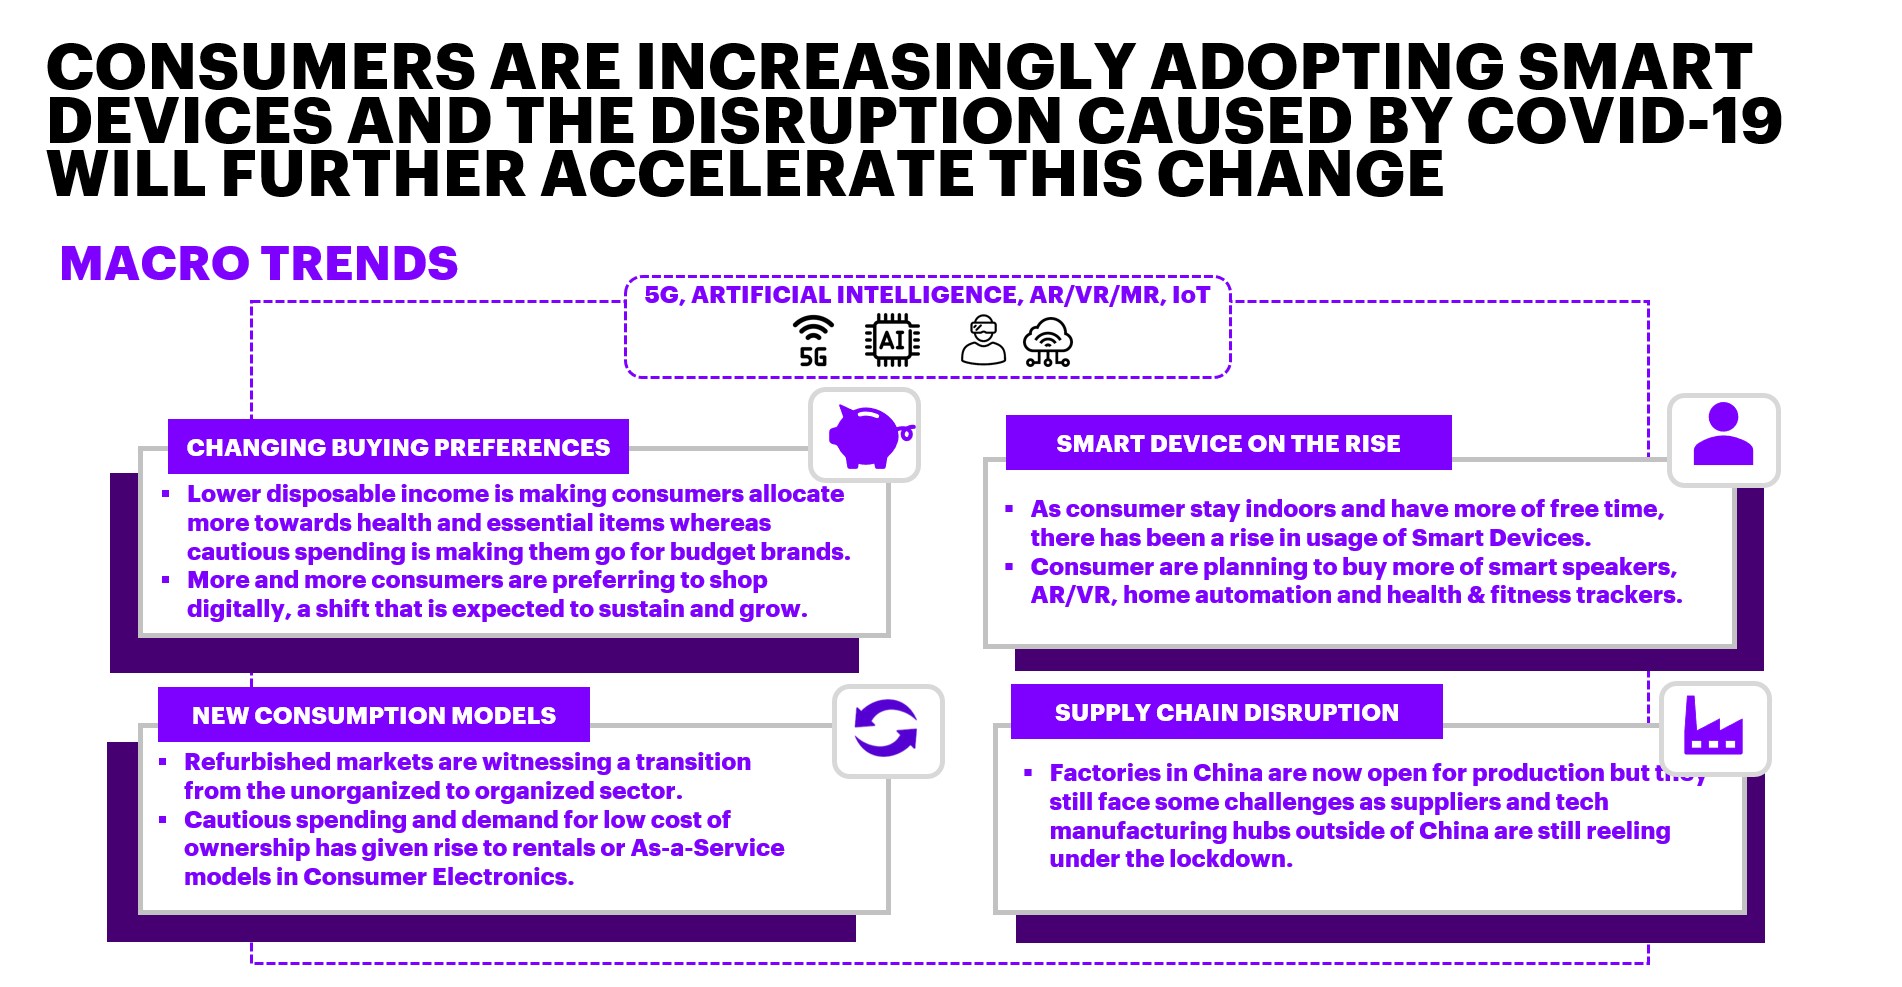 CONSUMERS ARE INCREASINGLY ADOPTING SMART
DEVICES AND THE DISRUPTION CAUSED BY COVID-19
WILL FURTHER ACCELERATE THIS CHANGE
MACRO TRENDS
5G, ARTIFICIAL INTELLIGENCE, AR/VR/MR, IoT
5G
AI
CHANGING BUYING PREFERENCES
▪ Lower disposable income is making consumers allocate
more towards health and essential items whereas
cautious spending is making them go for budget brands.
▪ More and more consumers are preferring to shop
digitally, a shift that is expected to sustain and grow.
SMART DEVICE ON THE RISE
▪ As consumer stay indoors and have more of free time,
there has been a rise in usage of Smart Devices.
▪ Consumer are planning to buy more of smart speakers,
AR/VR, home automation and health & fitness trackers.
NEW CONSUMPTION MODELS
▪ Refurbished markets are witnessing a transition
from the unorganized to organized sector.
▪ Cautious spending and demand for low cost of
ownership has given rise to rentals or As-a-Service
models in Consumer Electronics.
SUPPLY CHAIN DISRUPTION
▪ Factories in China are now open for production but they
still face some challenges as suppliers and tech
manufacturing hubs outside of China are still reeling
under the lockdown.